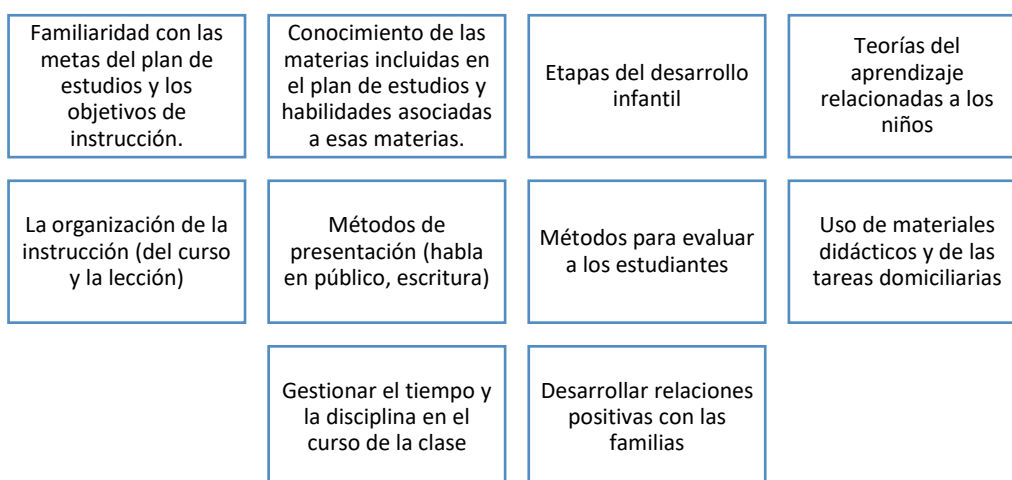 Familiaridad con las
metas del plan de
estudios y los
objetivos de
instrucción.
Conocimiento de las
materias incluidas en
el plan de estudios y
habilidades asociadas
a esas materias.
Etapas del desarrollo
infantil
Teorías del
aprendizaje
relacionadas a los
niños
La organización de la
instrucción (del curso
y la lección)
Métodos de
presentación (habla
en público, escritura)
Métodos para evaluar
a los estudiantes
Uso de materiales
didácticos y de las
tareas domiciliarias
Gestionar el tiempo y
la disciplina en el
curso de la clase
Desarrollar relaciones
positivas con las
familias